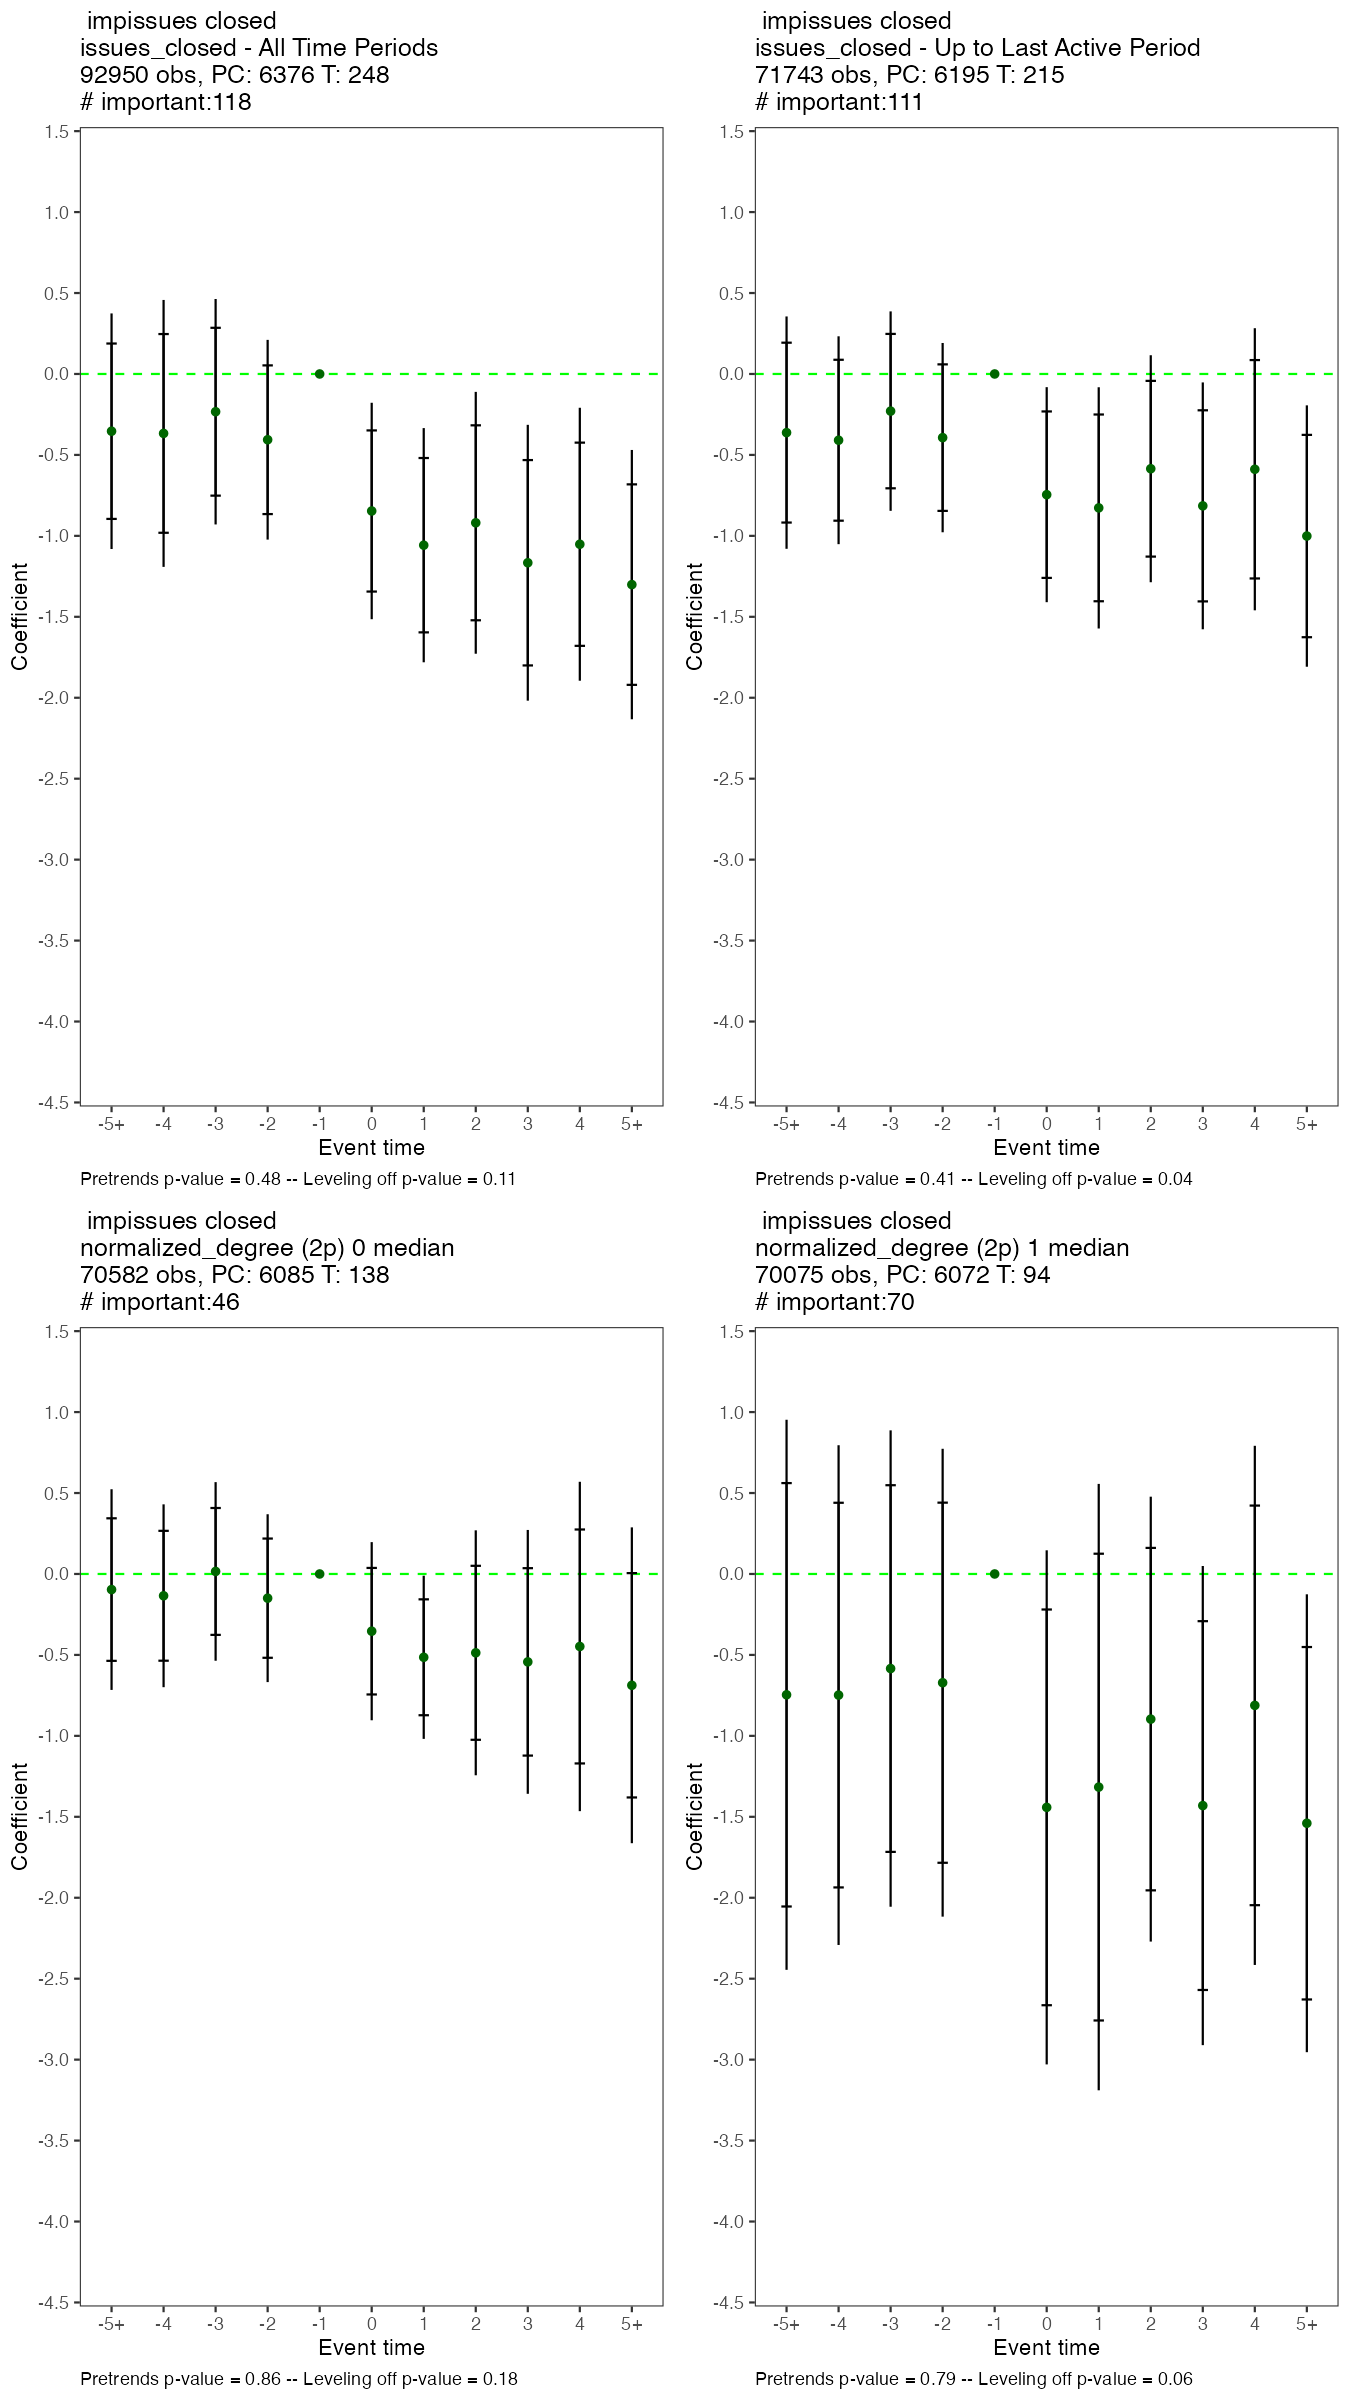 impissues closed
issues_closed - All Time Periods
92950 obs, PC: 6376 T: 248
# important:118
1.5
1.0
0.5
0.0
-0.5
-1.0
-1.5
-2.0
-2.5
-3.0
-3.5
-4.0
-4.5
Coefficient
-5+ -4 -3 -2 -1 0 1 2 3 4 5+
Event time
Pretrends p-value = 0.48 -- Leveling off p-value = 0.11
impissues closed
issues_closed - Up to Last Active Period
71743 obs, PC: 6195 T: 215
# important:111
1.5
1.0
0.5
0.0
-0.5
-1.0
-1.5
-2.0
-2.5
-3.0
-3.5
-4.0
-4.5
Coefficient
-5+ -4 -3 -2 -1 0 1 2 3 4 5+
Event time
Pretrends p-value = 0.41 -- Leveling off p-value = 0.04
impissues closed
normalized_degree (2p) 0 median
70582 obs, PC: 6085 T: 138
# important:46
1.5
1.0
0.5
0.0
-0.5
-1.0
-1.5
-2.0
-2.5
-3.0
-3.5
-4.0
-4.5
Coefficient
-5+ -4 -3 -2 -1 0 1 2 3 4 5+
Event time
Pretrends p-value = 0.86 -- Leveling off p-value = 0.18
impissues closed
normalized_degree (2p) 1 median
70075 obs, PC: 6072 T: 94
# important:70
1.5
1.0
0.5
0.0
-0.5
-1.0
-1.5
-2.0
-2.5
-3.0
-3.5
-4.0
-4.5
Coefficient
-5+ -4 -3 -2 -1 0 1 2 3 4 5+
Event time
Pretrends p-value = 0.79 -- Leveling off p-value = 0.06